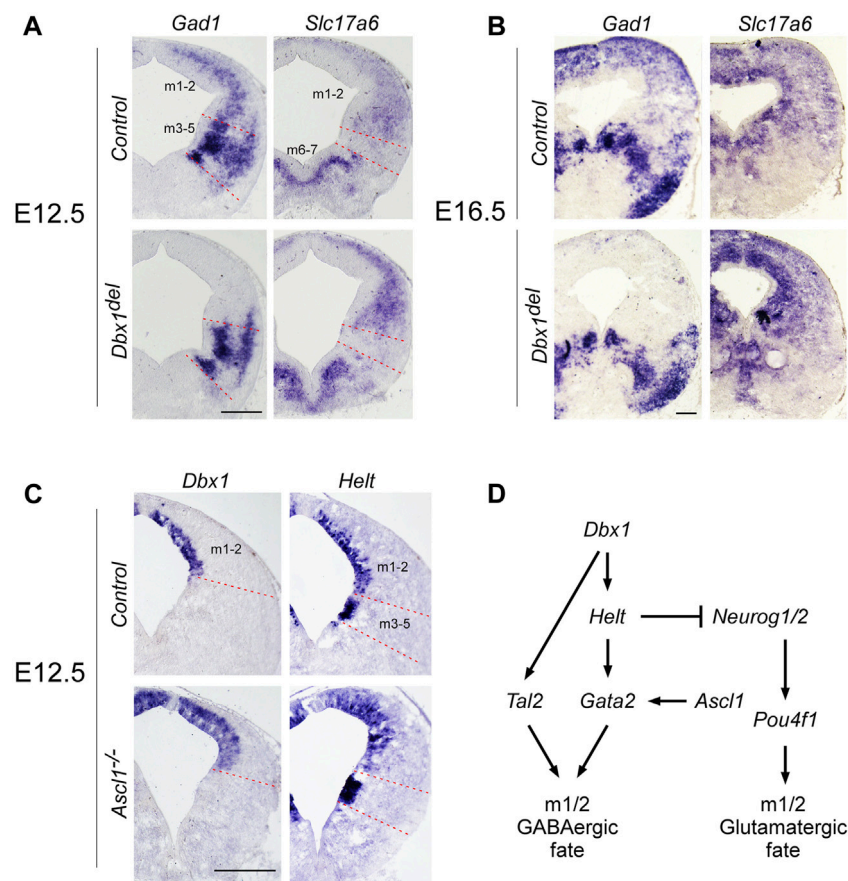 A
Gad1 Slc17a6
Control
m1-2
m3-5
m1-2
m6-7
E12.5
Dbx1del
B
Gad1 Slc17a6
Control
E16.5
Dbx1del
C
Dbx1 Helt
Control
m1-2
m1-2
m3-5
E12.5
Ascl1-/-
D
Dbx1
Helt Neurog1/2
Tal2 Gata2 Ascl1
Pou4f1
m1/2
GABAergic
fate
m1/2
Glutamatergic
fate